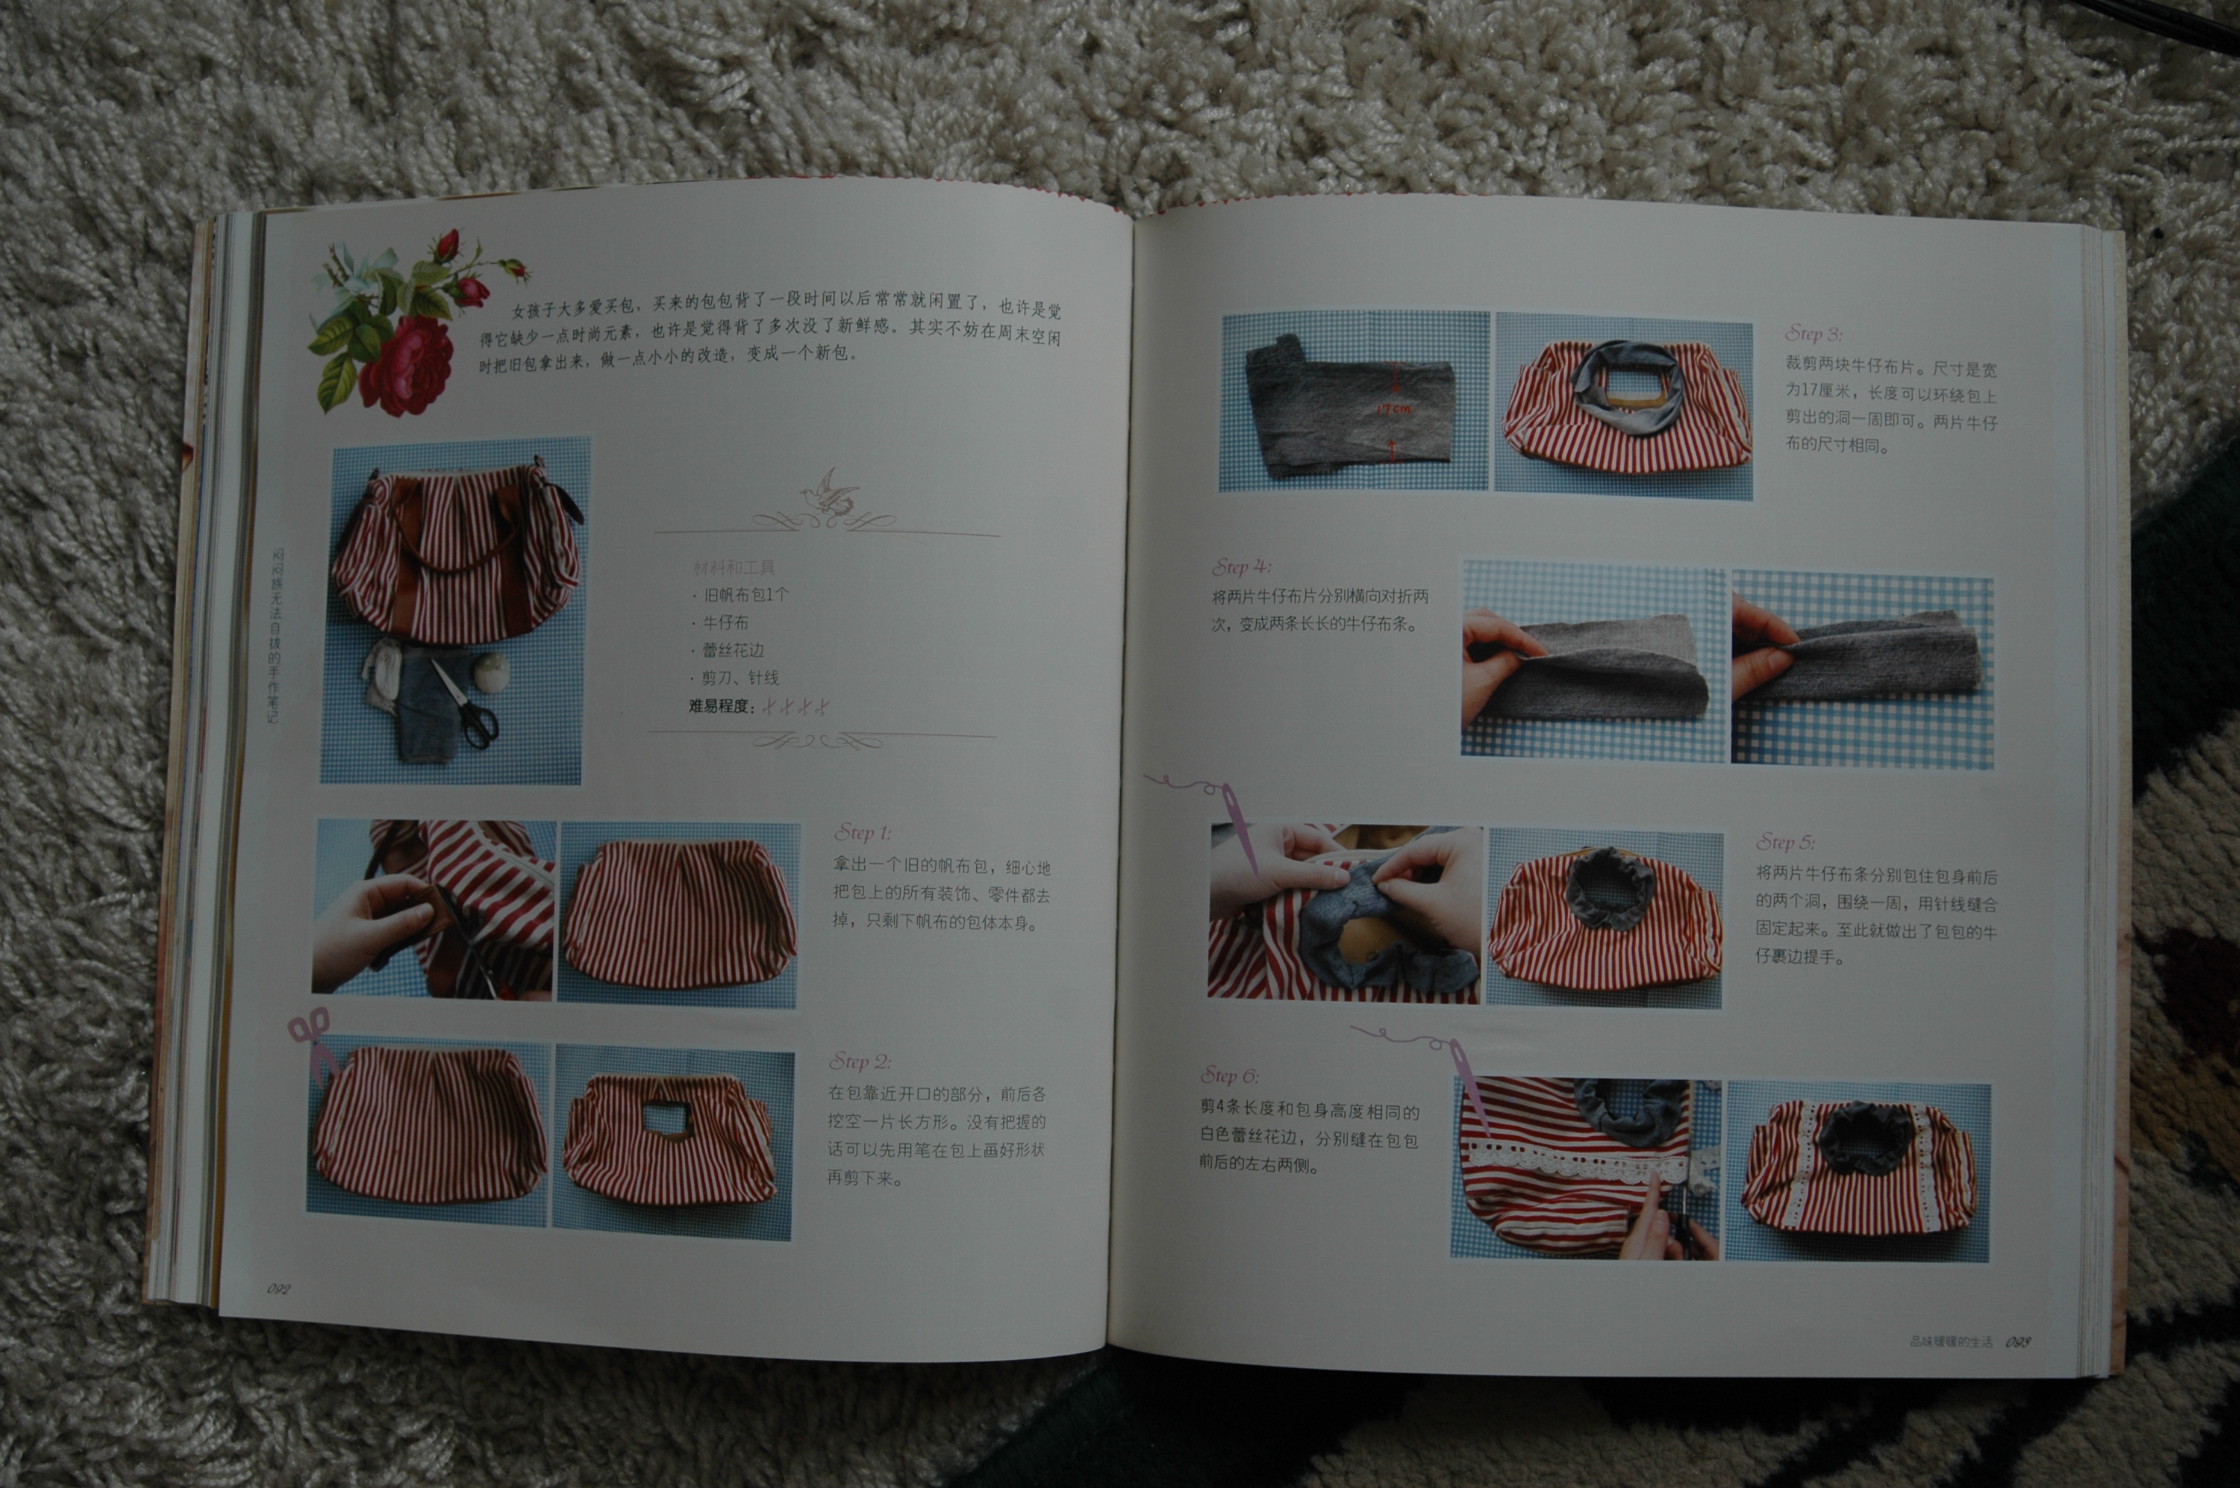 女孩子大多爱买包，买来的包包背了一段时间以后常常就闲置了，也许是觉
得它缺少一点时尚元素，也许是觉得背了多次没了新鲜感。其实不妨在周末空闲
时把旧包拿出来，做一点小小的改造，变成一个新包。
闷闷族无法自拔的手作笔记
材料和工具
· 旧帆布包1个
· 牛仔布
· 蕾丝花边
· 剪刀、针线
难易程度：
Step 1:
拿出一个旧的帆布包，细心地
把包上的所有装饰、零件都去
掉，只剩下帆布的包体本身。
Step 2:
在包靠近开口的部分，前后各
挖空一片长方形。没有把握的
话可以先用笔在包上画好形状
再剪下来。
092
17cm
Step 3:
裁剪两块牛仔布片。尺寸是宽
为17厘米，长度可以环绕包上
剪出的洞一周即可。两片牛仔
布的尺寸相同。
Step 4:
将两片牛仔布片分别横向对折两
次，变成两条长长的牛仔布条。
Step 5:
将两片牛仔布条分别包住包身前后
的两个洞，围绕一周，用针线缝合
固定起来。至此就做出了包包的牛
仔裹边提手。
Step 6:
剪4条长度和包身高度相同的
白色蕾丝花边，分别缝在包包
前后的左右两侧。
品味暖暖的生活 093